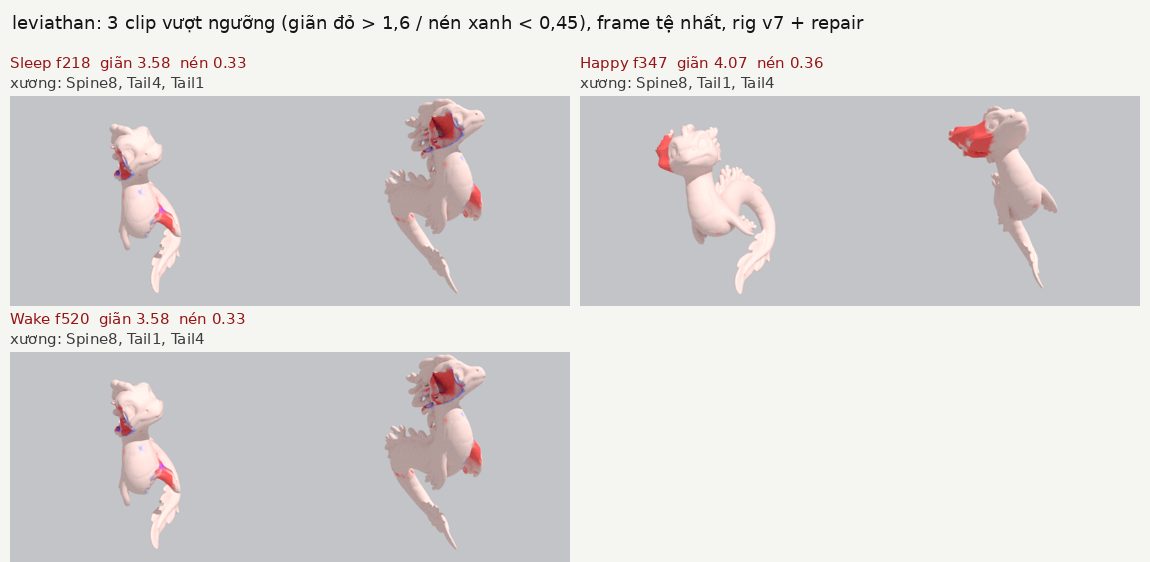 leviathan: 3 clip vượt ngưỡng (giãn đỏ > 1,6 / nén xanh < 0,45), frame tệ nhất, rig v7 + repair
Sleep f218 giãn 3.58 nén 0.33
xương: Spine8, Tail4, Tail1
Happy f347 giãn 4.07 nén 0.36
xương: Spine8, Tail1, Tail4
Wake f520 giãn 3.58 nén 0.33
xương: Spine8, Tail1, Tail4